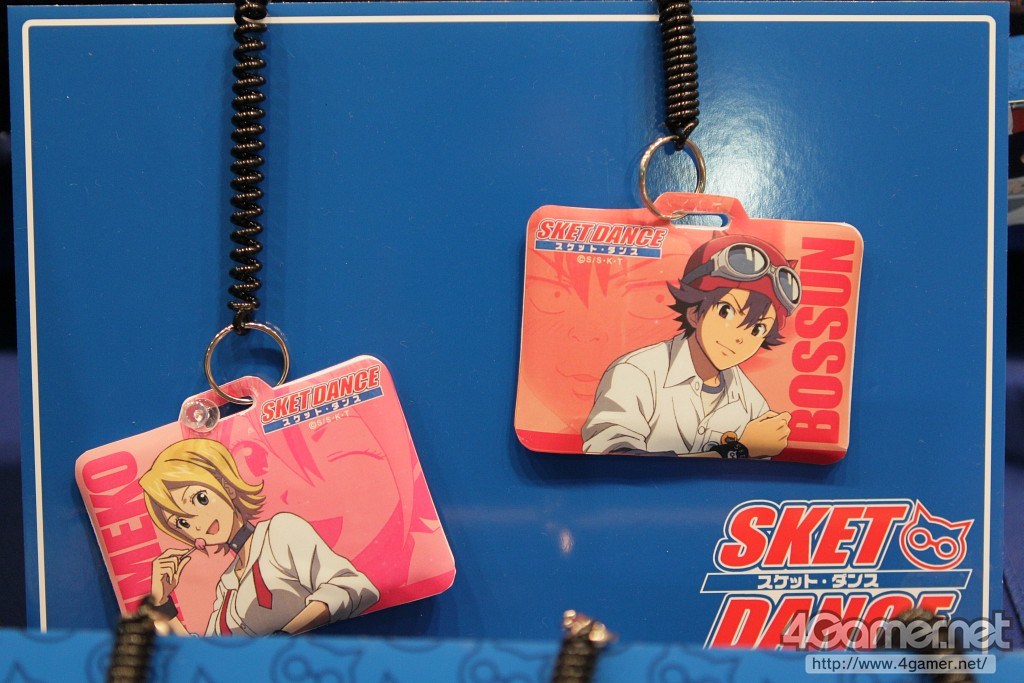 SKET DANCE
スケット・ダンス
©S/S・K・T
BOSSUN
SKET DANCE
スケット・ダンス
©S/S・K・T
MEKO
SKET
スケット・ダンス
DANCE
4Gamer.net
http://www.4gamer.net/